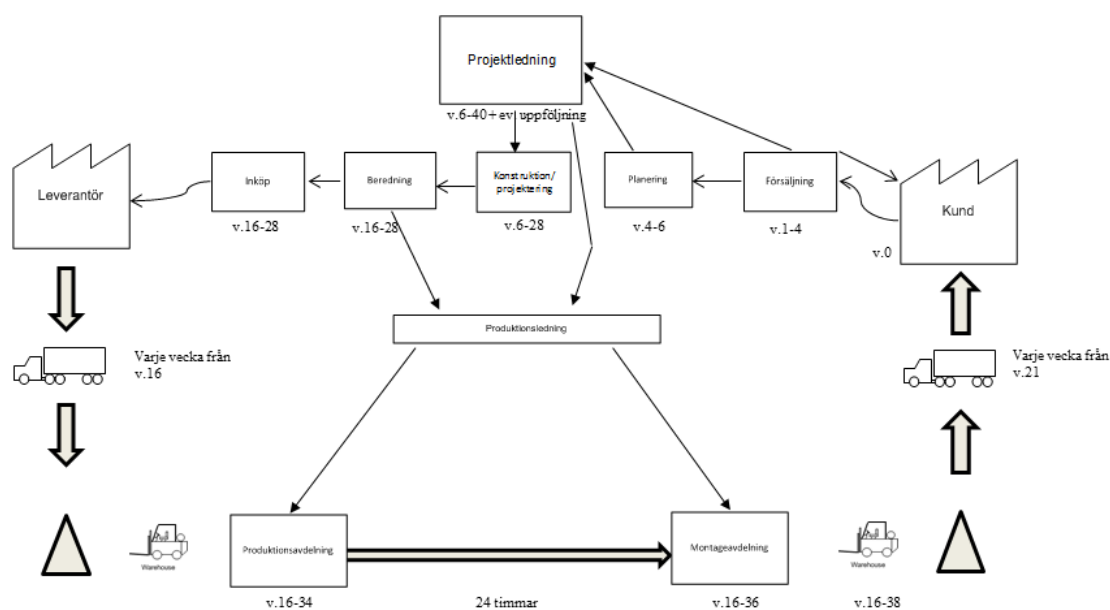 Projektledning
v.6-40+ev. uppföljning
Leverantör
Inköp
Beredning
Konstruktion/
projektering
Planering
Försäljning
Kund
v.16-28
v.16-28
v.6-28
v.4-6
v.1-4
v.0
Produktionsledning
Varje vecka från
v.16
Varje vecka från
v.21
Warehouse
Produktionsavdelning
Montageavdelning
Warehouse
v.16-34
24 timmar
v.16-36
v.16-38